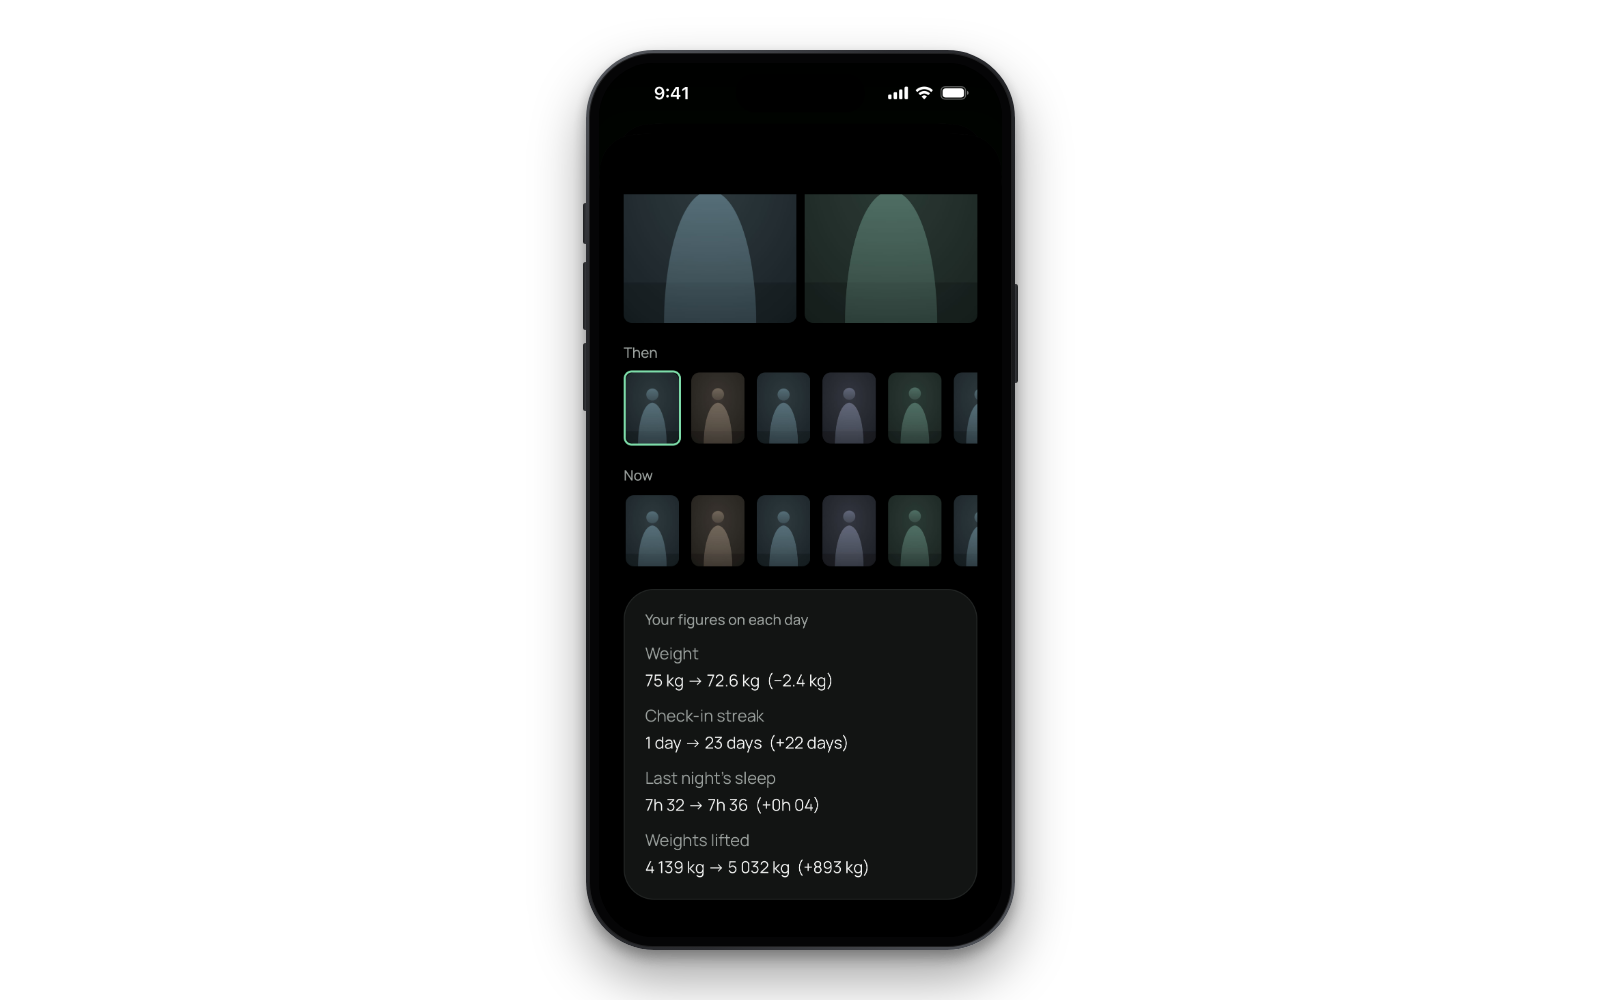 9:41
Then
Now
Your figures on each day
Weight
75 kg → 72.6 kg (−2.4 kg)
Check-in streak
1 day → 23 days (+22 days)
Last night's sleep
7h 32 → 7h 36 (+0h 04)
Weights lifted
4 139 kg → 5 032 kg (+893 kg)